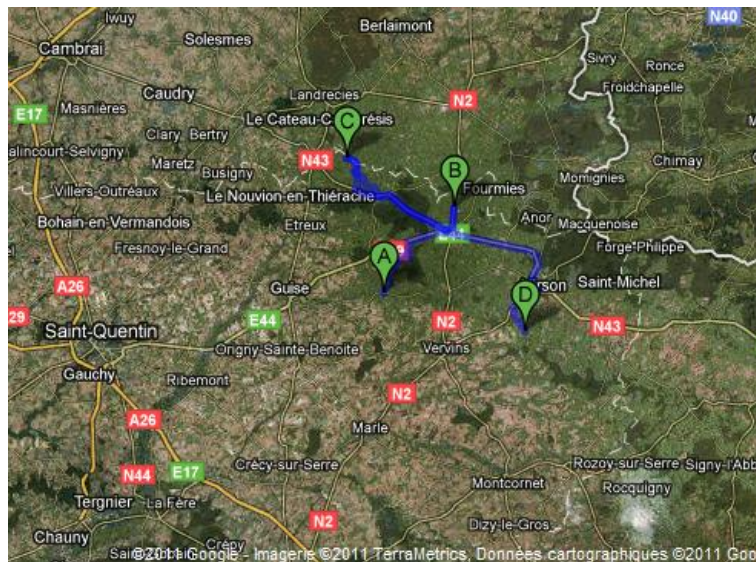 Iwuy
Berlaimont
N40
Cambrai
Solesmes
Sivry
Ronce
Froidchapelle
Caudry
Landrecies
N2
E17
Masnières
Clary
Bertry
Le Cateau-C
résis
C
alincourt-Selvigny
Maretz
Busigny
N43
B
Chimay
Momignies
Villers-Outréaux
Le Nouvion-en-Thiérache
Fourmies
Bohain-en-Vermandois
Etreux
Anor
Macquenoise
Fresnoy-le-Grand
Forge-Philippe
A
A26
Guise
D
rson
Saint-Michel
29
Saint-Quentin
E44
N2
N43
Origny-Sainte-Benoite
Vervins
Gauchy
Ribemont
N2
A26
Marle
N44
E17
Crécy-sur-Serre
Rozoy-sur-Serre
Signy-l'Abb
Montcornet
Rocquigny
Tergnier
La Fère
N2
Dizy-le-Gros
Chauny
Crépy
©2011 Google - Imagerie ©2011 TerraMetrics, Données cartographiques ©2011 Goo